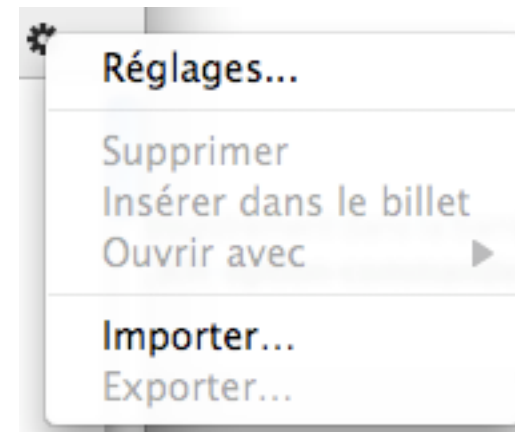 Réglages...
Supprimer
Insérer dans le billet
Ouvrir avec
Importer...
Exporter...